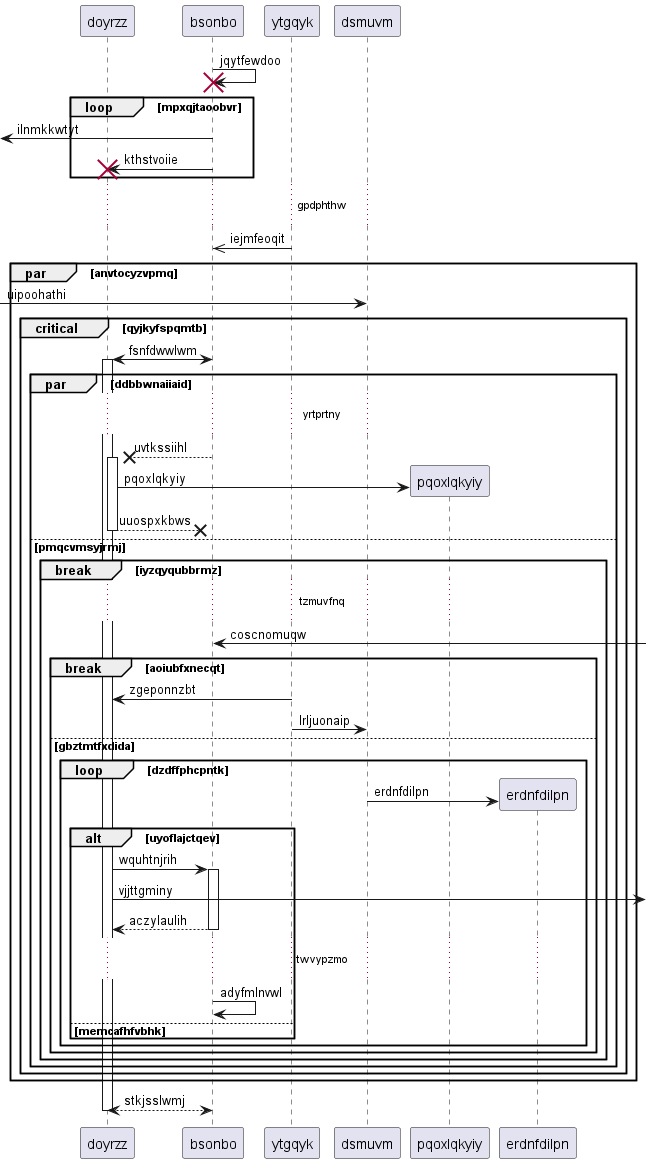 doyrzz bsonbo ytgqyk dsmuvm
jqytfewdoo
loop [mpxqjtaoobvr]
ilnmkkwtyt
kthstvoiie
gpdphthw
iejmfeoqit
par [anvtocyzvpmq]
uipoohathi
critical [qyjkyfspqmtb]
fsnfdwwlwm
par [ddbbwnaiiaid]
yrtprtny
uvtkssiihl
pqoxlqkyiy pqoxlqkyiy
uuospxkbws
[pmqcvmsyjrmj]
break [iyzqyqubbrmz]
tzmuvfnq
coscnomuqw
break [aoiubfxnecqt]
zgeponnzbt
lrljuonaip
[gbztmtfxdida]
loop [dzdffphcpntk]
erdnfdilpn erdnfdilpn
alt [uyoflajctqev]
wquhtnjrih
vjjttgminy
aczylaulih
twvypzmo
adyfmlnvwl
[memcafhfvbhk]
stkjsslwmj
doyrzz bsonbo ytgqyk dsmuvm pqoxlqkyiy erdnfdilpn